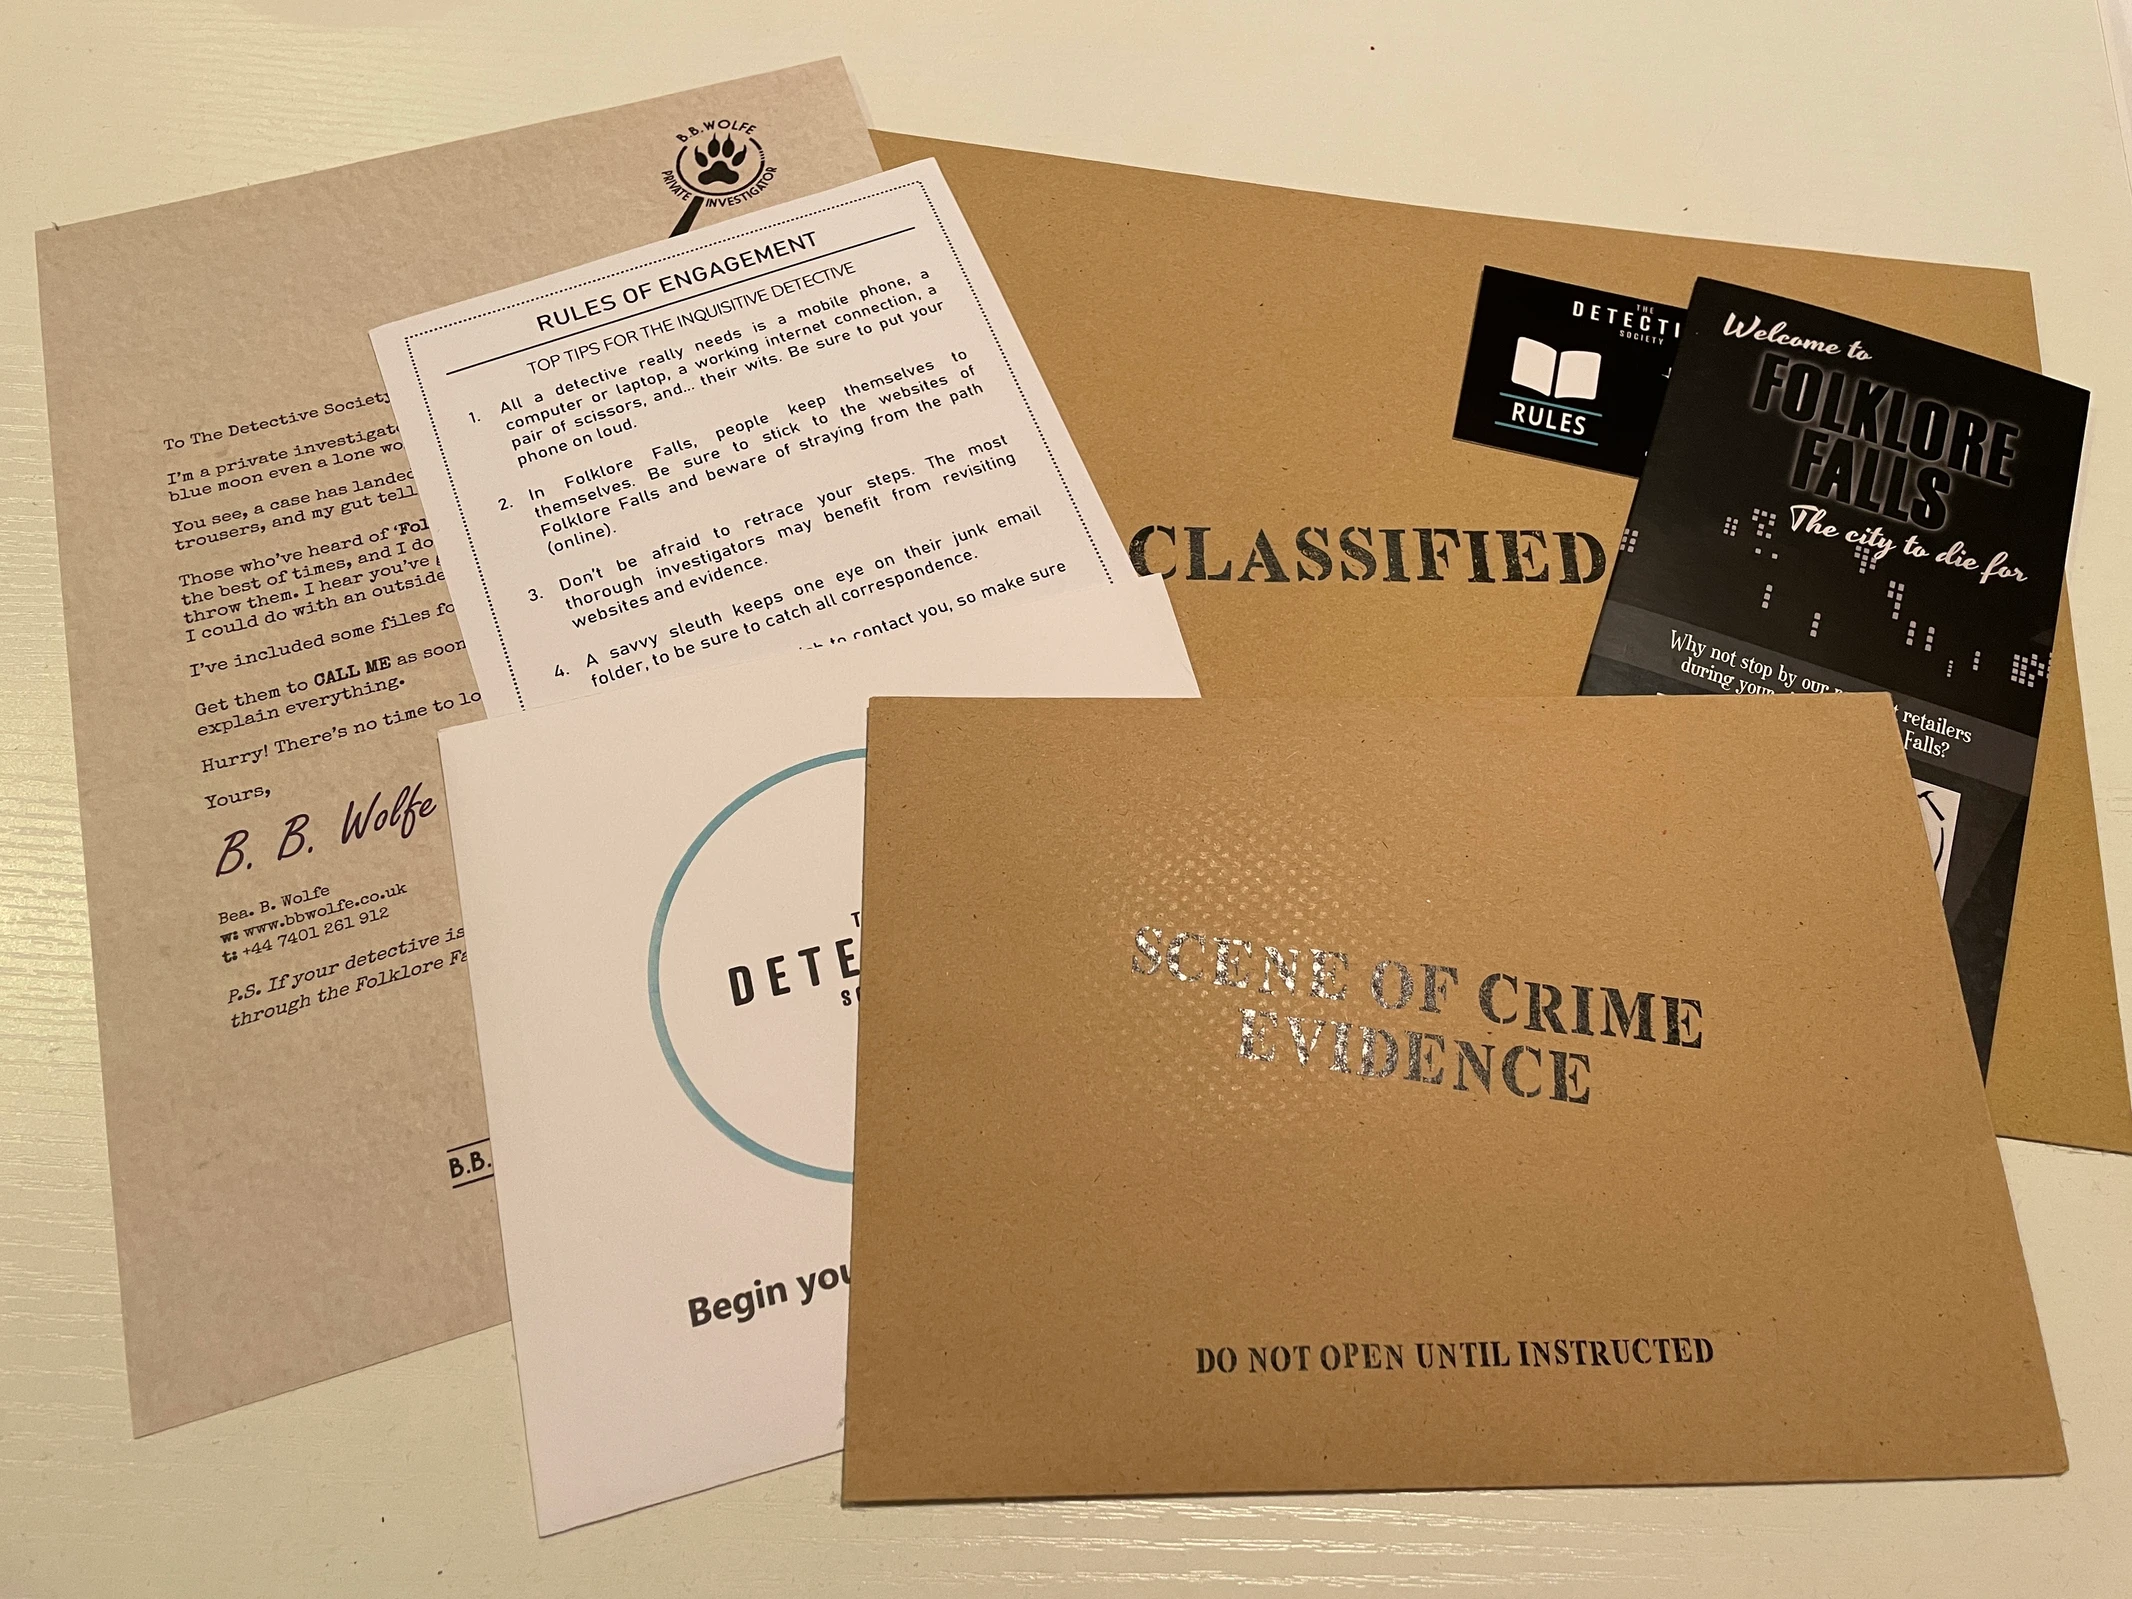 B.B.WOLFE
PRIVATE INVESTIGATOR
To The Detective Society
I'm a private
blue moon even a lone
You see, a case has landed
trousers, and my gut
Those who've heard of
the best of times, and I do
throw them. I hear you've
I could do with an outside
I've included some files
Get them to CALL ME as soon
explain everything.
Hurry! There's no time to
Yours,
B. B. Wolfe
Bea. B. Wolfe
w: www.bbwolfe.co.uk
t: +44 7401 261 912
P.S. If your detective is
through the Folklore
B.B.
RULES OF ENGAGEMENT
TOP TIPS FOR THE INQUISITIVE DETECTIVE
1. All a detective really needs is a mobile phone, a
computer or laptop, a working internet connection, a
pair of scissors, and... their wits. Be sure to put your
phone on loud.
2. In Folklore Falls, people keep themselves to
themselves. Be sure to stick to the websites of
Folklore Falls and beware of straying from the path
(online).
3. Don't be afraid to retrace your steps. The most
thorough investigators may benefit from revisiting
websites and evidence.
4. A savvy sleuth keeps one eye on their junk email
folder, to be sure to catch all correspondence.
to contact you, so make sure
CLASSIFIED
THE
DETECTI
SOCIETY
RULES
Welcome to
FOLKLORE
FALLS
The city to die for
Why not stop by our
during your
retailers
Falls?
DETE
Begin you
SCENE OF CRIME
EVIDENCE
DO NOT OPEN UNTIL INSTRUCTED